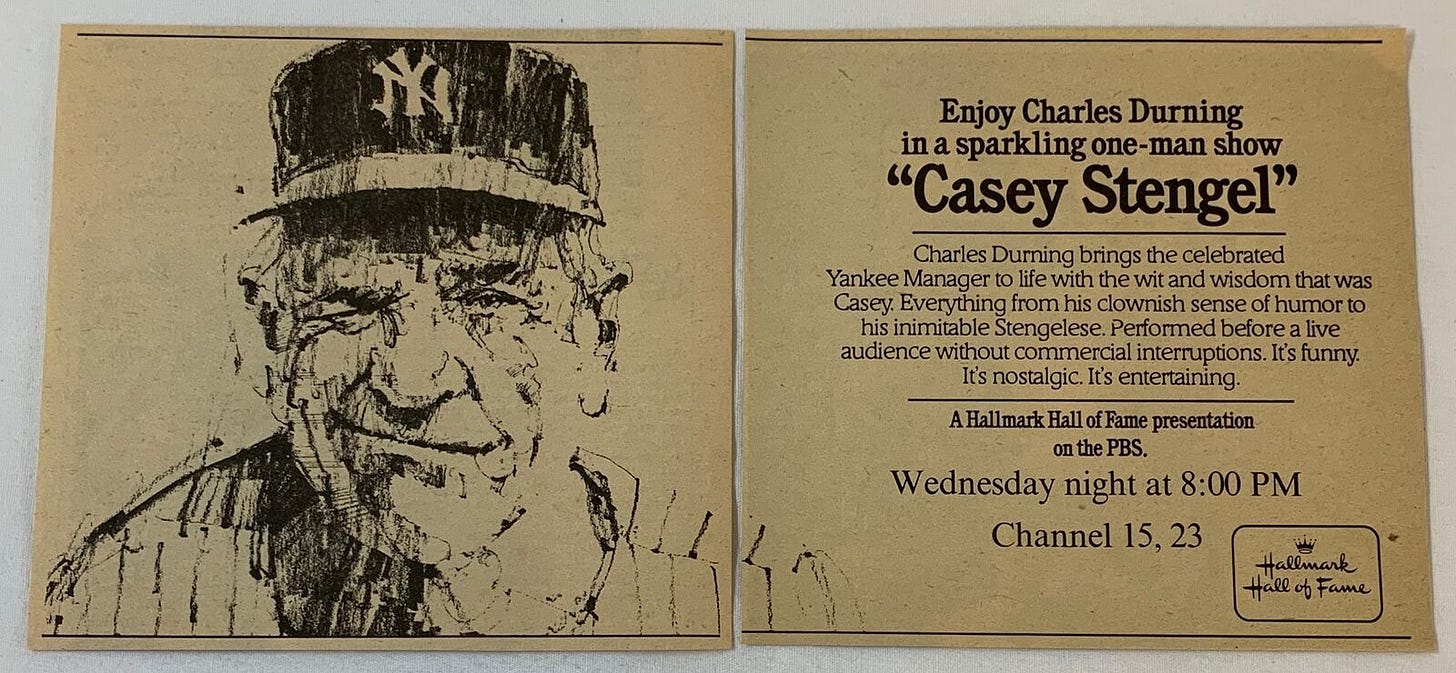 NY
Enjoy Charles Durning
in a sparkling one-man show
“Casey Stengel”
Charles Durning brings the celebrated
Yankee Manager to life with the wit and wisdom that was
Casey. Everything from his clownish sense of humor to
his inimitable Stengelese. Performed before a live
audience without commercial interruptions. It’s funny.
It’s nostalgic. It’s entertaining.
A Hallmark Hall of Fame presentation
on the PBS.
Wednesday night at 8:00 PM
Channel 15, 23
Hallmark
Hall of Fame